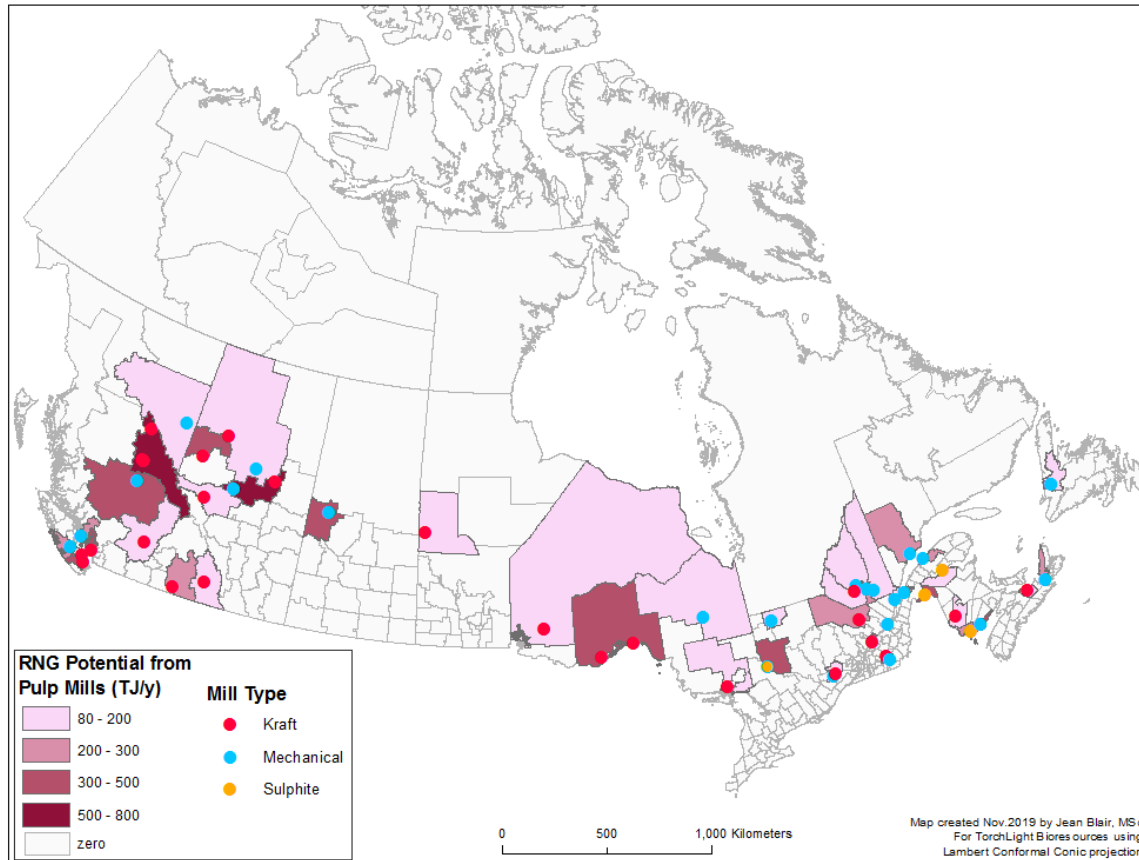 RNG Potential from
Pulp Mills (TJ/y)
80 - 200
200 - 300
300 - 500
500 - 800
zero
Mill Type
Kraft
Mechanical
Sulphite
0 500 1,000 Kilometers
Map created Nov.2019 by Jean Blair, MSc
For TorchLight Bioresources using
Lambert Conformal Conic projection